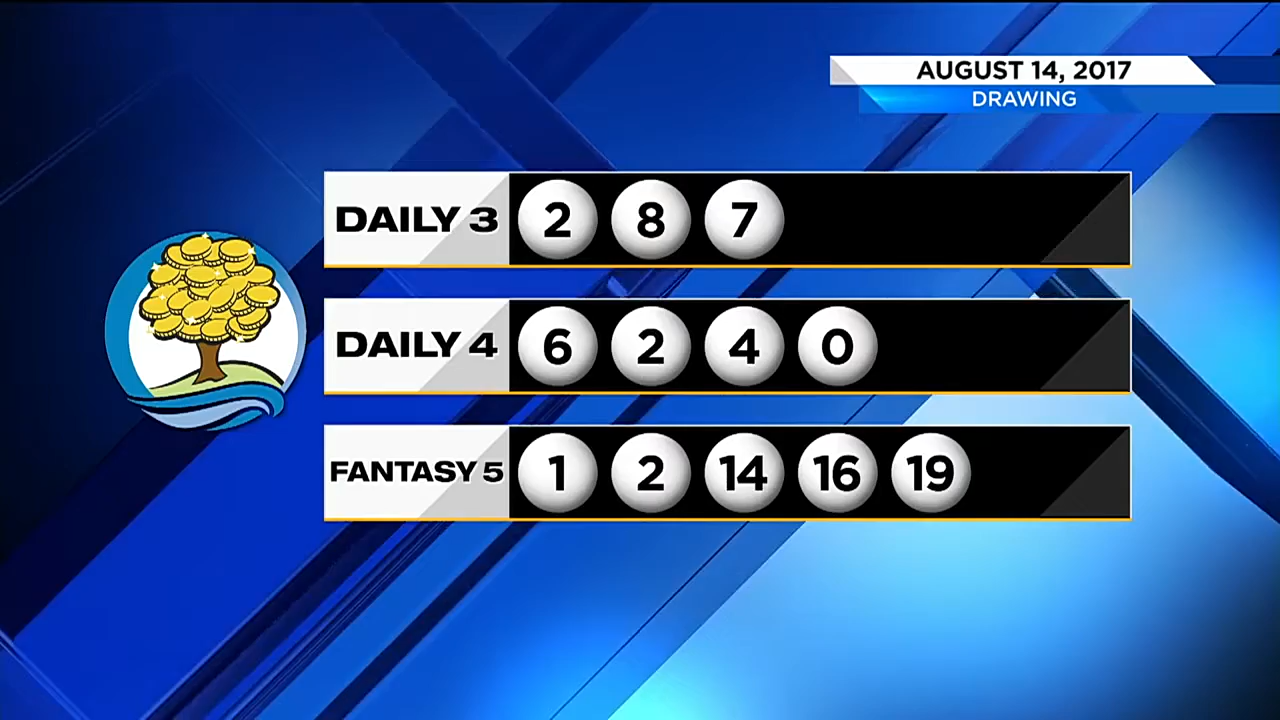 AUGUST 14, 2017
DRAWING
DAILY 3 2 8 7
DAILY 4 6 2 4 0
FANTASY 5 1 2 14 16 19